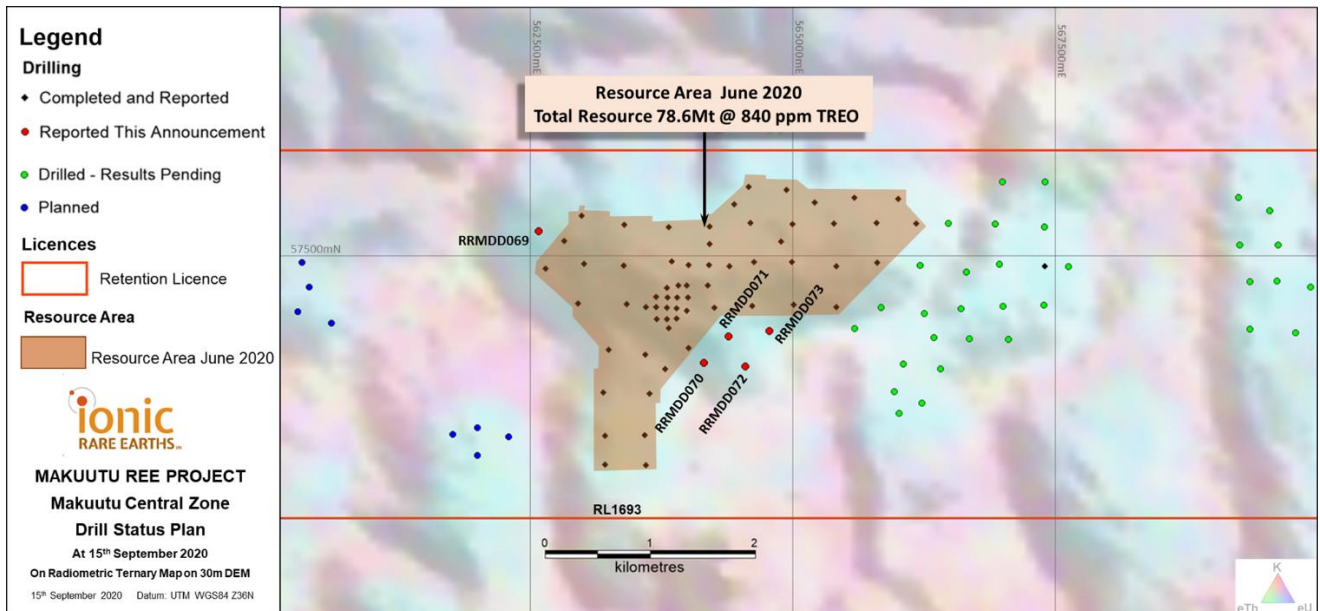 Legend
Drilling
Completed and Reported
Reported This Announcement
Drilled - Results Pending
Planned
Licences
Retention Licence
Resource Area
Resource Area June 2020
ionic
RARE EARTHS
MAKUUTU REE PROJECT
Makuutu Central Zone
Drill Status Plan
At 15th September 2020
On Radiometric Ternary Map on 30m DEM
15th September 2020 Datum: UTM WGS84 Z36N
562500mE
565000mE
567500mE
Resource Area June 2020
Total Resource 78.6Mt @ 840 ppm TREO
RRMDD069
57500mN
RRMDD071
RRMDD073
RRMDD070
RRMDD072
RL1693
0 1 2
kilometres
K
eTh eU